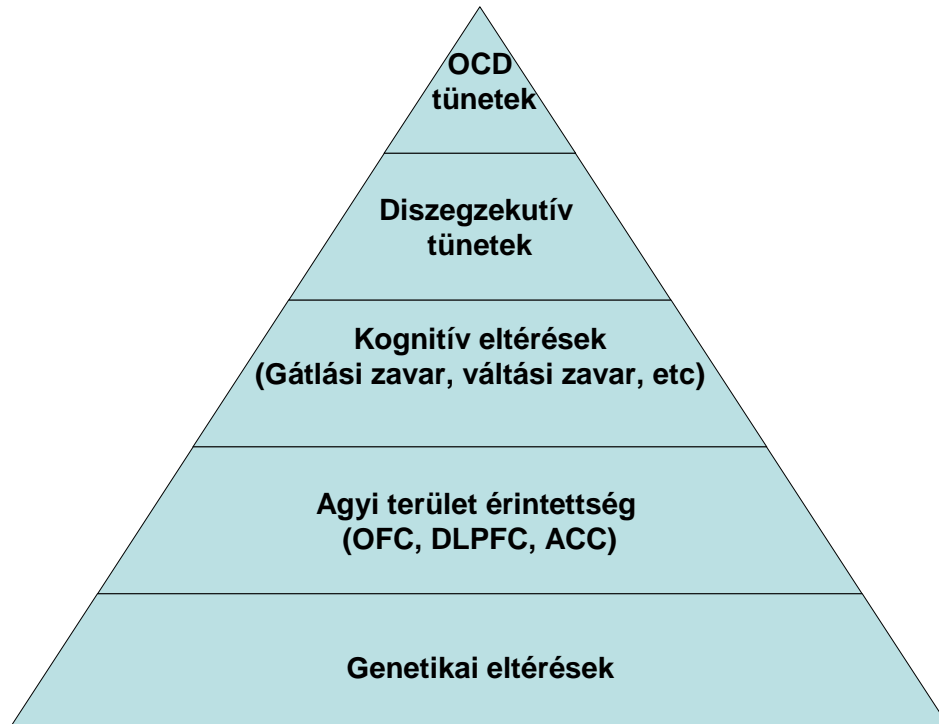 OCD
tünetek
Diszegzekutív
tünetek
Kognitív eltérések
(Gátlási zavar, váltási zavar, etc)
Agyi terület érintettség
(OFC, DLPFC, ACC)
Genetikai eltérések